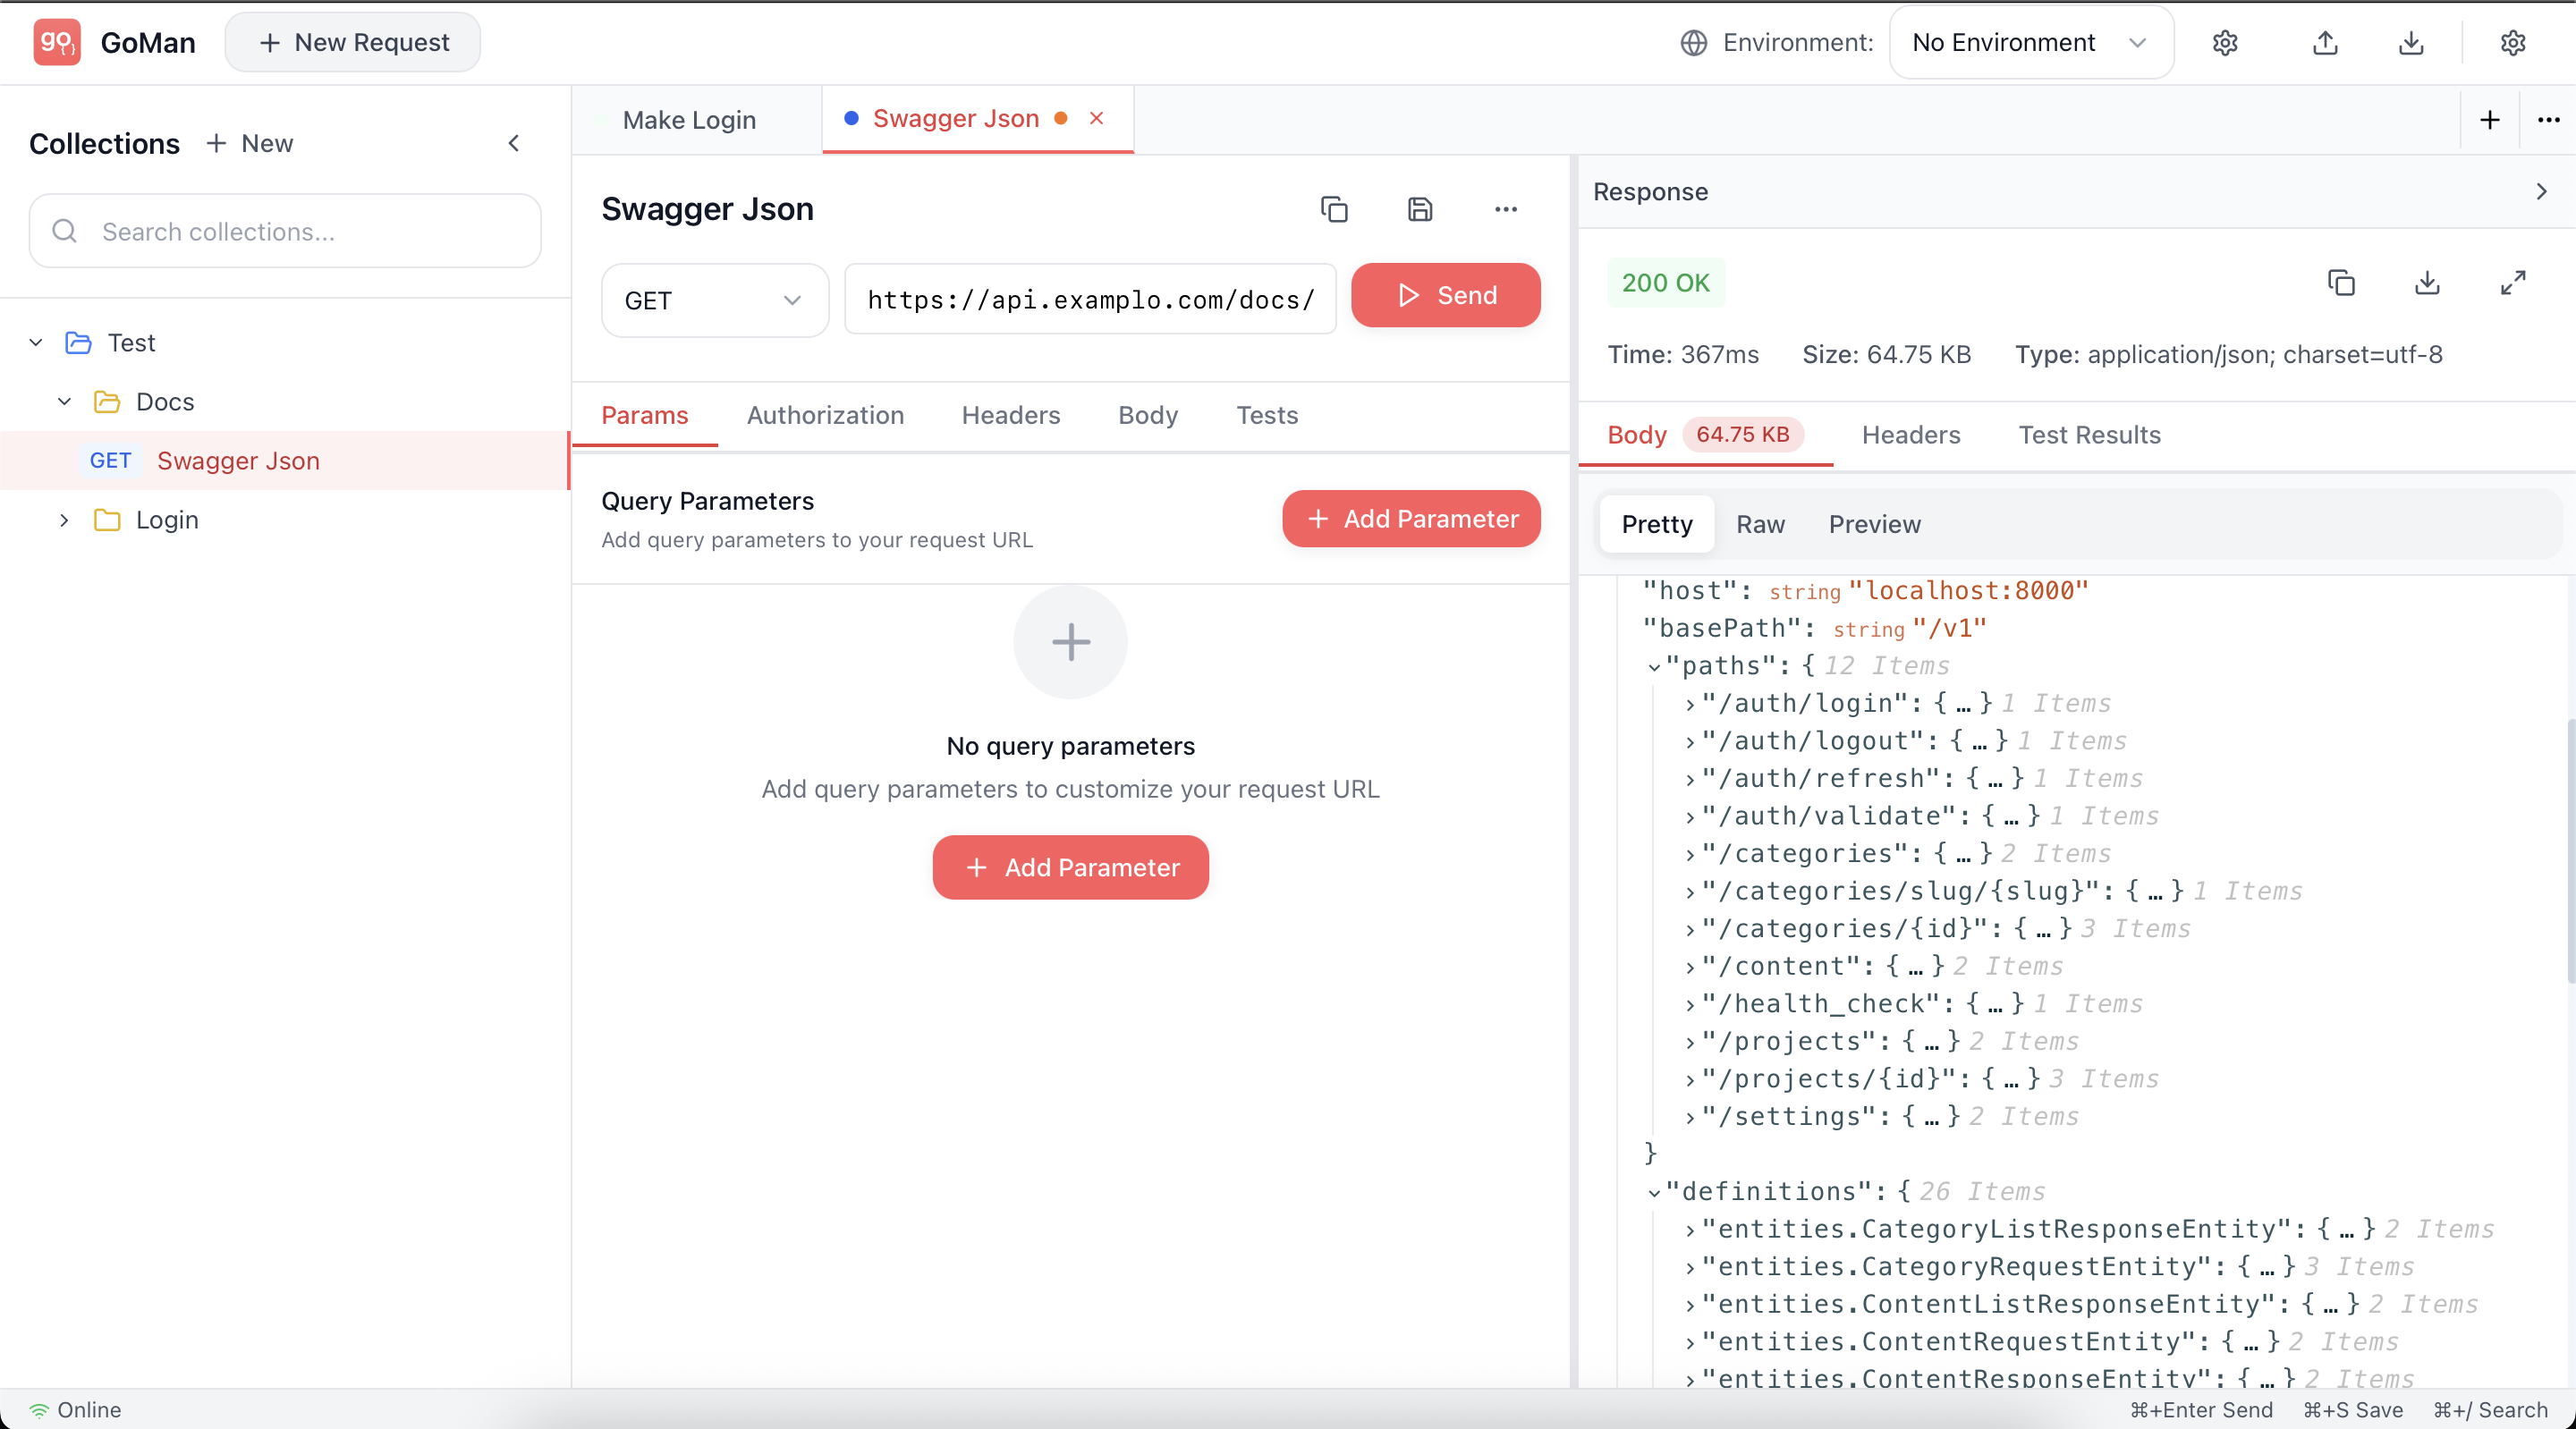 go{} GoMan + New Request Environment: No Environment
Collections + New
Search collections...
Test
Docs
GET Swagger Json
Login
Make Login Swagger Json
Swagger Json
GET https://api.examplo.com/docs/ Send
Params Authorization Headers Body Tests
Query Parameters
Add query parameters to your request URL
+ Add Parameter
No query parameters
Add query parameters to customize your request URL
+ Add Parameter
Response
200 OK
Time: 367ms Size: 64.75 KB Type: application/json; charset=utf-8
Body 64.75 KB Headers Test Results
Pretty Raw Preview
"host": string "localhost:8000"
"basePath": string "/v1"
"paths": { 12 Items
"/auth/login": { … } 1 Items
"/auth/logout": { … } 1 Items
"/auth/refresh": { … } 1 Items
"/auth/validate": { … } 1 Items
"/categories": { … } 2 Items
"/categories/slug/{slug}": { … } 1 Items
"/categories/{id}": { … } 3 Items
"/content": { … } 2 Items
"/health_check": { … } 1 Items
"/projects": { … } 2 Items
"/projects/{id}": { … } 3 Items
"/settings": { … } 2 Items
}
"definitions": { 26 Items
"entities.CategoryListResponseEntity": { … } 2 Items
"entities.CategoryRequestEntity": { … } 3 Items
"entities.ContentListResponseEntity": { … } 2 Items
"entities.ContentRequestEntity": { … } 2 Items
"entities.ContentResponseEntity": { … } 2 Items
Online ⌘+Enter Send ⌘+S Save ⌘+/ Search